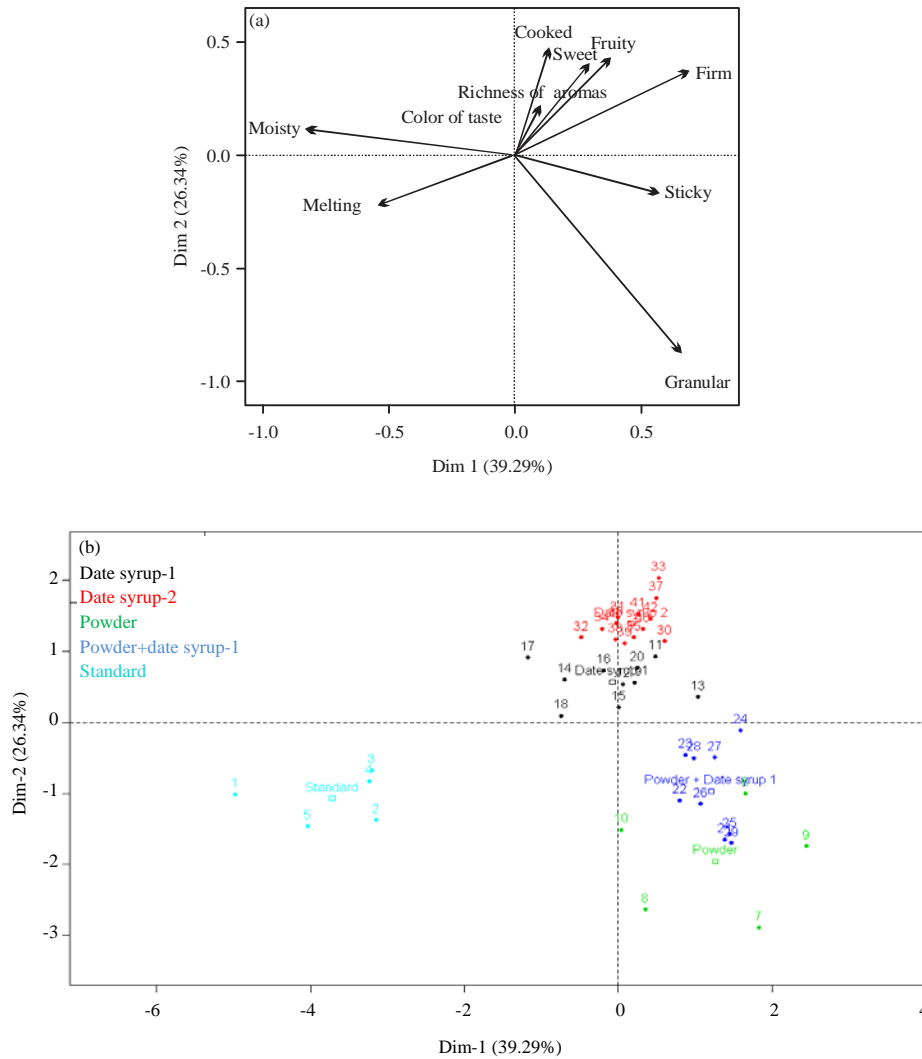 (a)
Cooked
Sweet
Fruity
Firm
Richness of aromas
Color of taste
Moisty
Melting
Sticky
Granular
0.5
0.0
-0.5
-1.0
Dim 2 (26.34%)
-1.0 -0.5 0.0 0.5
Dim 1 (39.29%)
(b)
Date syrup-1
Date syrup-2
Powder
Powder+date syrup-1
Standard
33
37
41
42
32
30
17
16
20
11
14
15
18
13
24
23
28
27
Powder + Date syrup 1
22
26
25
10
Powder
9
8
7
3
4
1
Standard
5
2
2
1
0
-1
-2
-3
Dim-2 (26.34%)
-6 -4 -2 0 2 4
Dim-1 (39.29%)